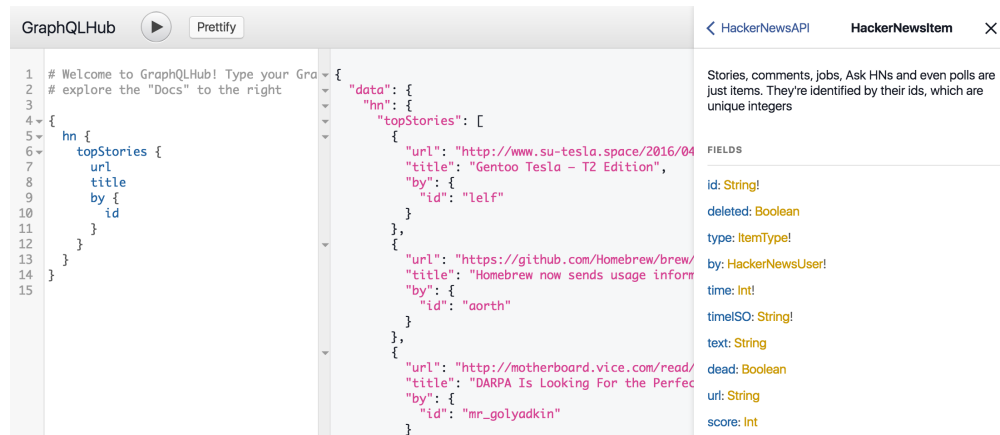 GraphQLHub
Prettify
1 # Welcome to GraphQLHub! Type your Gra
2 # explore the "Docs" to the right
3
4 {
5 hn {
6 topStories {
7 url
8 title
9 by {
10 id
11 }
12 }
13 }
14 }
15
{
"data": {
"hn": {
"topStories": [
{
"url": "http://www.su-tesla.space/2016/04
"title": "Gentoo Tesla – T2 Edition",
"by": {
"id": "lelf"
}
},
{
"url": "https://github.com/Homebrew/brew/
"title": "Homebrew now sends usage inform
"by": {
"id": "aorth"
}
},
{
"url": "http://motherboard.vice.com/read/
"title": "DARPA Is Looking For the Perfec
"by": {
"id": "mr_golyadkin"
}
HackerNewsAPI
HackerNewsItem
Stories, comments, jobs, Ask HNs and even polls are
just items. They're identified by their ids, which are
unique integers
FIELDS
id: String!
deleted: Boolean
type: ItemType!
by: HackerNewsUser!
time: Int!
timeISO: String!
text: String
dead: Boolean
url: String
score: Int